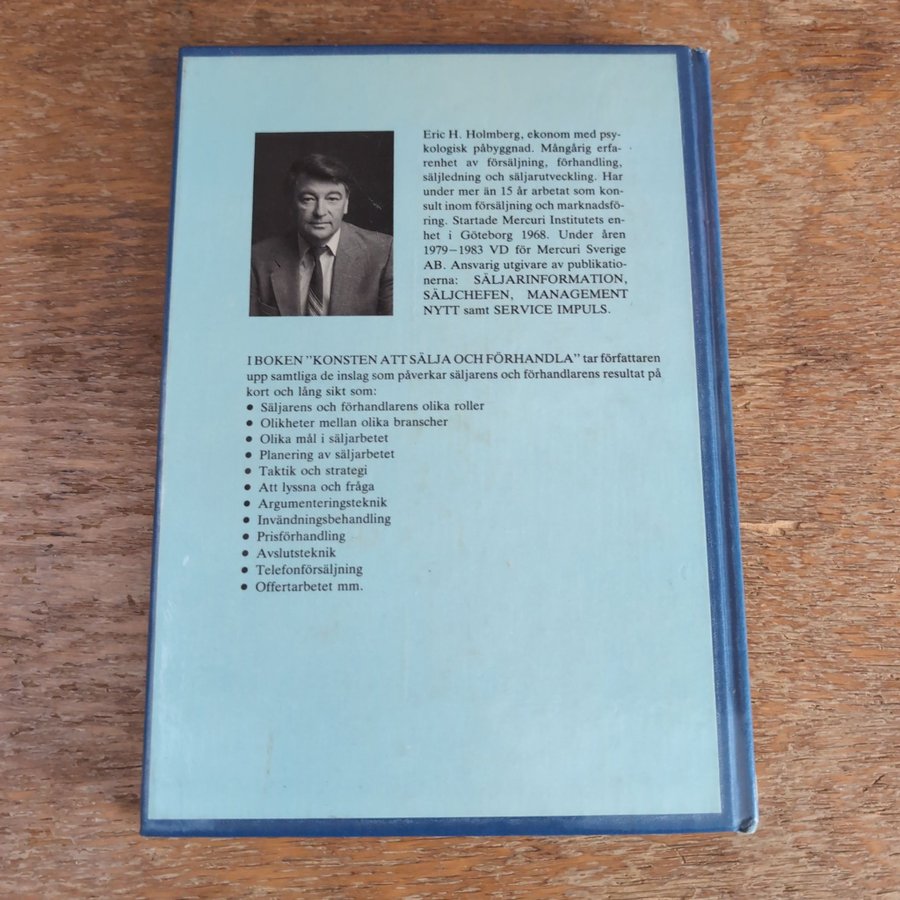 Eric H. Holmberg, ekonom med psy-
kologisk påbyggnad. Mångårig erfa-
renhet av försäljning, förhandling,
säljledning och säljarutveckling. Har
under mer än 15 år arbetat som kon-
sult inom försäljning och marknadsfö-
ring. Startade Mercuri Institutets en-
het i Göteborg 1968. Under åren
1979–1983 VD för Mercuri Sverige
AB. Ansvarig utgivare av publikatio-
nerna: SÄLJARINFORMATION,
SÄLJCHEFEN, MANAGEMENT
NYTT samt SERVICE IMPULS.
I BOKEN ”KONSTEN ATT SÄLJA OCH FÖRHANDLA” tar författaren
upp samtliga de inslag som påverkar säljarens och förhandlarens resultat på
kort och lång sikt som:
● Säljarens och förhandlarens olika roller
● Olikheter mellan olika branscher
● Olika mål i säljarbetet
● Planering av säljarbetet
● Taktik och strategi
● Att lyssna och fråga
● Argumenteringsteknik
● Invändningsbehandling
● Prisförhandling
● Avslutsteknik
● Telefonförsäljning
● Offertarbetet mm.